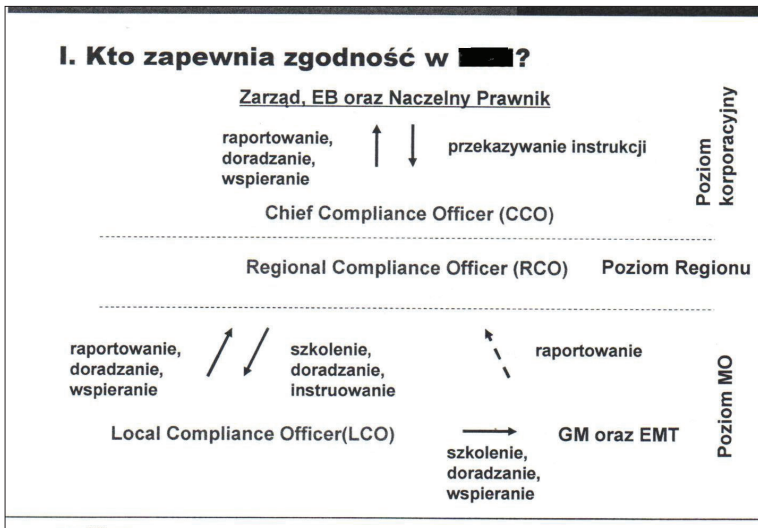 I. Kto zapewnia zgodność w ?
Zarząd, EB oraz Naczelny Prawnik
raportowanie,
doradzanie,
wspieranie
przekazywanie instrukcji
Poziom
korporacyjny
Chief Compliance Officer (CCO)
Regional Compliance Officer (RCO)
Poziom Regionu
raportowanie,
doradzanie,
wspieranie
szkolenie,
doradzanie,
instruowanie
raportowanie
Poziom MO
Local Compliance Officer(LCO)
GM oraz EMT
szkolenie,
doradzanie,
wspieranie